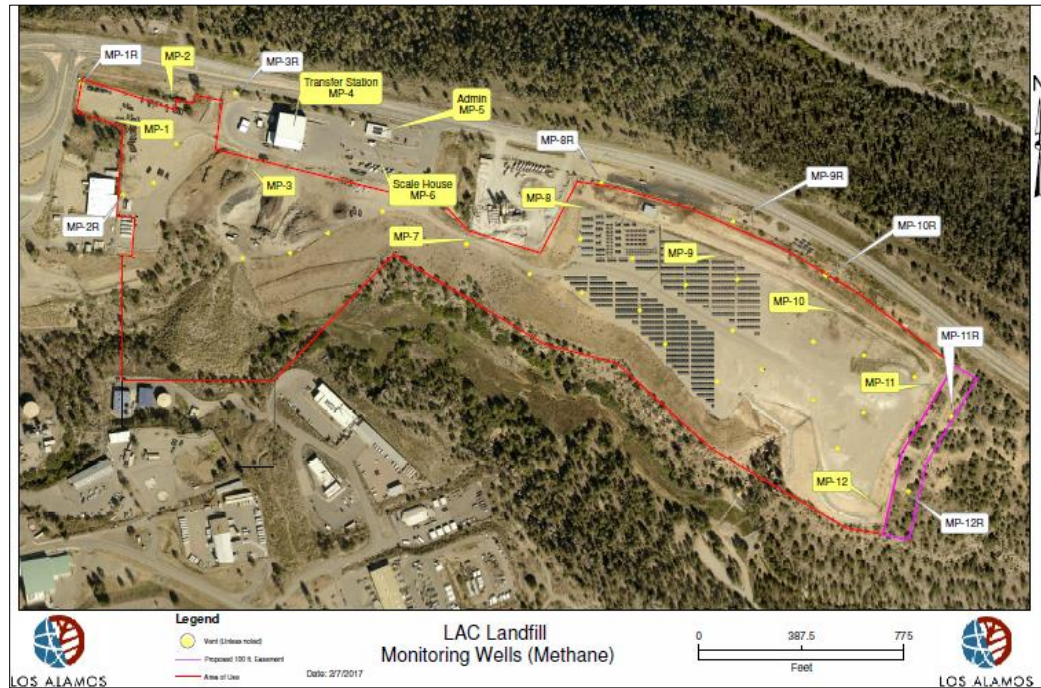 MP-1R
MP-2
MP-3R
Transfer Station
MP-4
Admin
MP-5
MP-1
MP-3
MP-8R
Scale House
MP-6
MP-8
MP-9R
MP-2R
MP-7
MP-9
MP-10R
MP-10
MP-11R
MP-11
MP-12
MP-12R
N
Legend
Vent (Unless noted)
Proposed 100 ft. Easement
Area of Use
Date: 2/7/2017
LAC Landfill
Monitoring Wells (Methane)
0 387.5 775
Feet
LOS ALAMOS
LOS ALAMOS